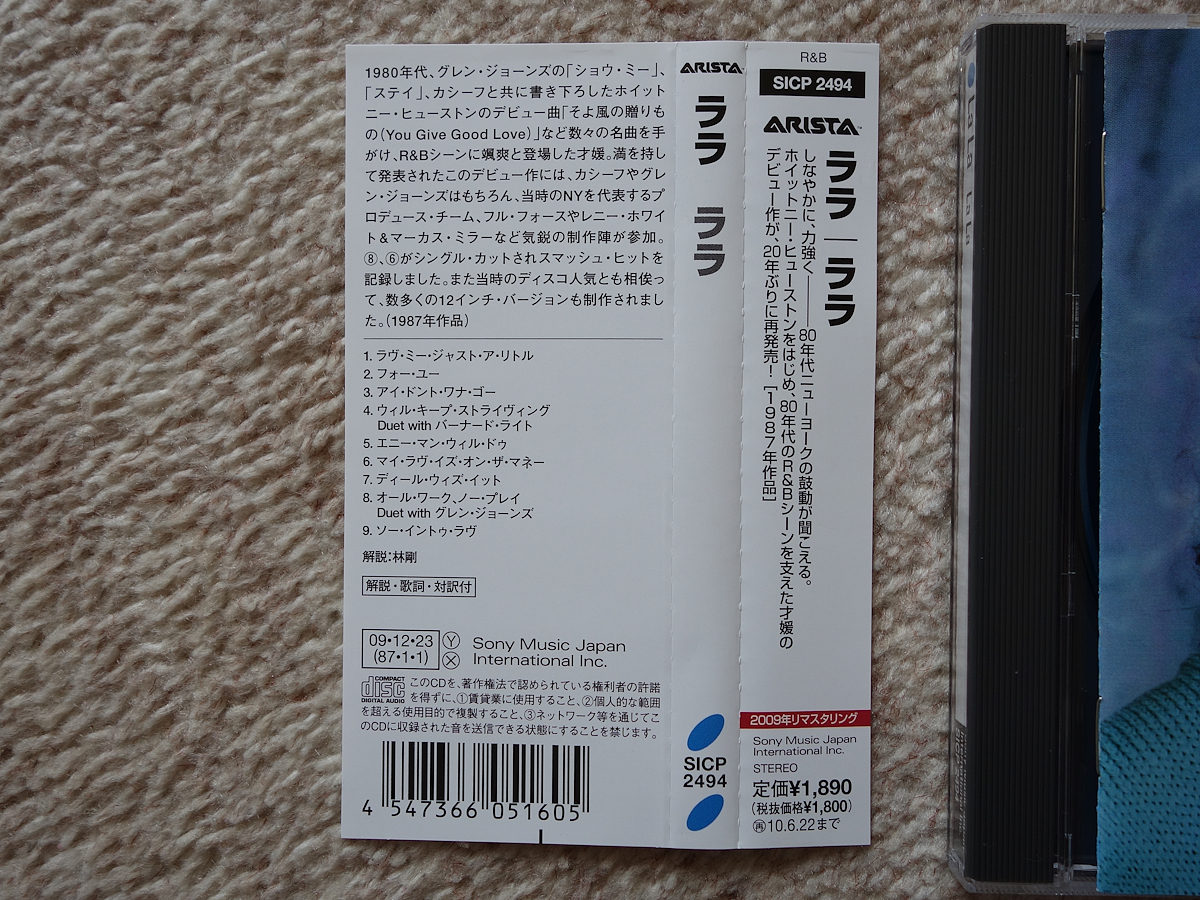 1980年代、グレン・ジョーンズの「ショウ・ミー」、
「ステイ」、カシーフと共に書き下ろしたホイット
ニー・ヒューストンのデビュー曲「そよ風の贈りも
の(You Give Good Love)」など数々の名曲を手
がけ、R&Bシーンに颯爽と登場した才媛。満を持し
て発表されたこのデビュー作には、カシーフやグレ
ン・ジョーンズはもちろん、当時のNYを代表するプ
ロデュース・チーム、フル・フォースやレニー・ホワイ
ト&マーカス・ミラーなど気鋭の制作陣が参加。
⑧、⑥がシングル・カットされスマッシュ・ヒットを
記録しました。また当時のディスコ人気とも相俟っ
て、数多くの12インチ・バージョンも制作されまし
た。(1987年作品)
1. ラヴ・ミー・ジャスト・ア・リトル
2. フォー・ユー
3. アイ・ドント・ワナ・ゴー
4. ウィル・キープ・ストライヴィング
Duet with バーナード・ライト
5. エニー・マン・ウィル・ドゥ
6. マイ・ラヴ・イズ・オン・ザ・マネー
7. ディール・ウィズ・イット
8. オール・ワーク、ノー・プレイ
Duet with グレン・ジョーンズ
9. ソー・イントゥ・ラヴ
解説:林剛
解説・歌詞・対訳付
09・12・23 Ⓨ
(87・1・1) Ⓧ
Sony Music Japan
International Inc.
COMPACT
disc
DIGITAL AUDIO
このCDを、著作権法で認められている権利者の許諾
を得ずに、①賃貸業に使用すること、②個人的な範囲
を超える使用目的で複製すること、③ネットワーク等を通じてこ
のCDに収録された音を送信できる状態にすることを禁じます。
4 547366 051605
ARISTA
ララ ララ
SICP
2494
R&B
SICP 2494
ARISTA™
ララ│ララ
しなやかに、力強く――80年代ニューヨークの鼓動が聞こえる。
ホイットニー・ヒューストンをはじめ、80年代のR&Bシーンを支えた才媛の
デビュー作が、20年ぶりに再発売！[1987年作品]
2009年リマスタリング
Sony Music Japan
International Inc.
STEREO
定価¥1,890
(税抜価格¥1,800)
㊐10.6.22まで
La La La La